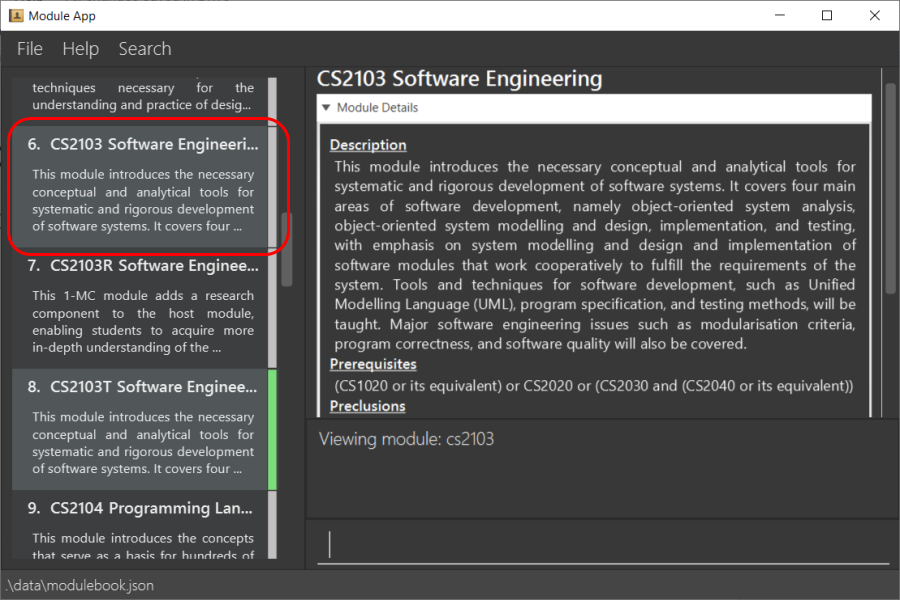 Module App
File Help Search
techniques necessary for the
understanding and practice of desig...
6. CS2103 Software Engineeri...
This module introduces the necessary
conceptual and analytical tools for
systematic and rigorous development
of software systems. It covers four ...
7. CS2103R Software Enginee...
This 1-MC module adds a research
component to the host module,
enabling students to acquire more
in-depth understanding of the ...
8. CS2103T Software Enginee...
This module introduces the necessary
conceptual and analytical tools for
systematic and rigorous development
of software systems. It covers four ...
9. CS2104 Programming Lan...
This module introduces the concepts
that serve as a basis for hundreds of
CS2103 Software Engineering
Module Details
Description
This module introduces the necessary conceptual and analytical tools for
systematic and rigorous development of software systems. It covers four main
areas of software development, namely object-oriented system analysis,
object-oriented system modelling and design, implementation, and testing,
with emphasis on system modelling and design and implementation of
software modules that work cooperatively to fulfill the requirements of the
system. Tools and techniques for software development, such as Unified
Modelling Language (UML), program specification, and testing methods, will be
taught. Major software engineering issues such as modularisation criteria,
program correctness, and software quality will also be covered.
Prerequisites
(CS1020 or its equivalent) or CS2020 or (CS2030 and (CS2040 or its equivalent))
Preclusions
Viewing module: cs2103
.\data\modulebook.json